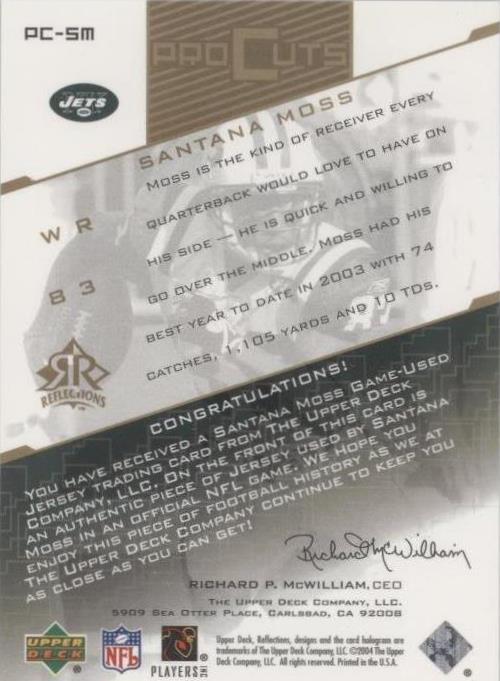 PC-SM
PRO CUTS
JETS
SANTANA MOSS
MOSS IS THE KIND OF RECEIVER EVERY
QUARTERBACK WOULD LOVE TO HAVE ON
HIS SIDE – HE IS QUICK AND WILLING TO
GO OVER THE MIDDLE. MOSS HAD HIS
BEST YEAR TO DATE IN 2003 WITH 74
CATCHES, 1,105 YARDS AND 10 TDS.
WR
83
RR
REFLECTIONS
CONGRATULATIONS!
YOU HAVE RECEIVED A SANTANA MOSS GAME-USED
JERSEY TRADING CARD FROM THE UPPER DECK
COMPANY, LLC. ON THE FRONT OF THIS CARD IS
AN AUTHENTIC PIECE OF JERSEY USED BY SANTANA
MOSS IN AN OFFICIAL NFL GAME. WE HOPE YOU
ENJOY THIS PIECE OF FOOTBALL HISTORY AS WE AT
THE UPPER DECK COMPANY CONTINUE TO KEEP YOU
AS CLOSE AS YOU CAN GET!
Richard McWilliam
RICHARD P. MCWILLIAM, CEO
THE UPPER DECK COMPANY, LLC.
5909 SEA OTTER PLACE, CARLSBAD, CA 92008
UPPER DECK ®
NFL
PLAYERS INC
Upper Deck, Reflections, designs and the card hologram are
trademarks of The Upper Deck Company, LLC. ©2004 The Upper
Deck Company, LLC. All rights reserved. Printed in the U.S.A.